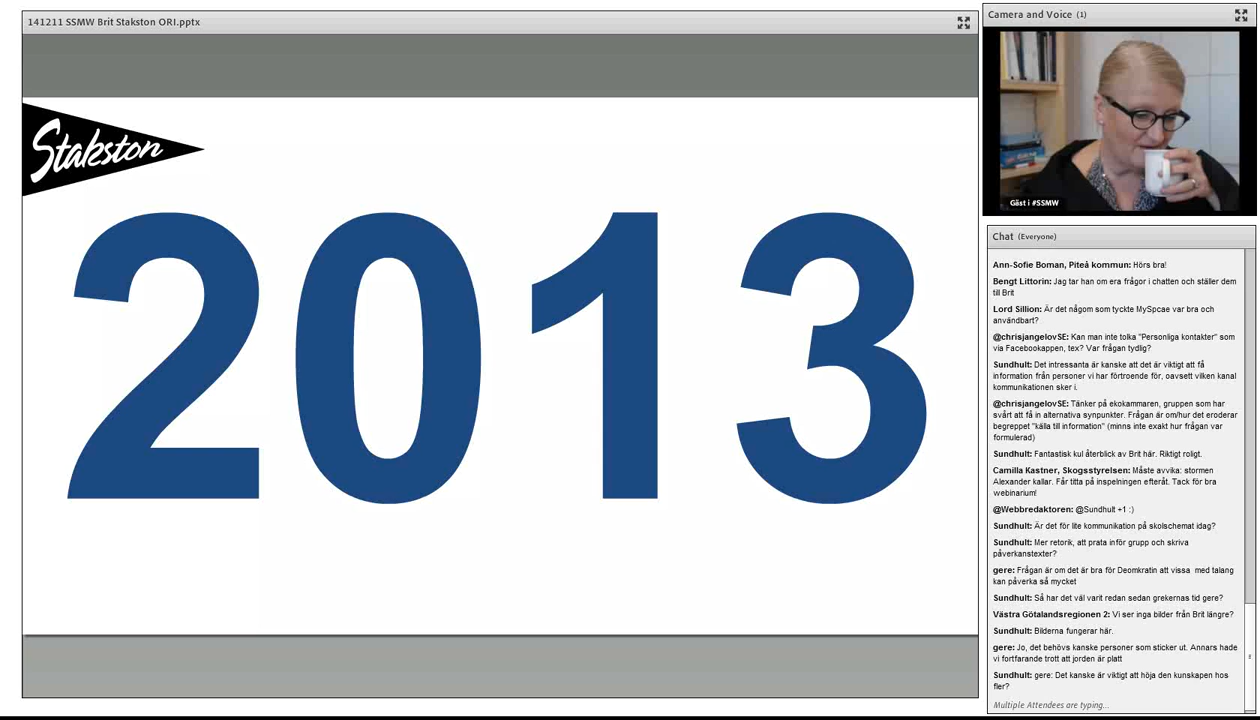 141211 SSMW Brit Stakston ORI.pptx
Stakston
2013
Camera and Voice (1)
Gäst i #SSMW
Chat (Everyone)
Ann-Sofie Boman, Piteå kommun: Hörs bra!
Bengt Littorin: Jag tar han om era frågor i chatten och ställer dem
till Brit
Lord Sillion: Är det någom som tyckte MySpcae var bra och
användbart?
@chrisjangelovSE: Kan man inte tolka "Personliga kontakter" som
via Facebookappen, tex? Var frågan tydlig?
Sundhult: Det intressanta är kanske att det är viktigt att få
information från personer vi har förtroende för, oavsett vilken kanal
kommunikationen sker i.
@chrisjangelovSE: Tänker på ekokammaren, gruppen som har
svårt att få in alternativa synpunkter. Frågan är om/hur det eroderar
begreppet "källa till information" (minns inte exakt hur frågan var
formulerad)
Sundhult: Fantastisk kul återblick av Brit här. Riktigt roligt.
Camilla Kastner, Skogsstyrelsen: Måste avvika: stormen
Alexander kallar. Får titta på inspelningen efteråt. Tack för bra
webinarium!
@Webbredaktoren: @Sundhult +1 :)
Sundhult: Är det för lite kommunikation på skolschemat idag?
Sundhult: Mer retorik, att prata inför grupp och skriva
påverkanstexter?
gere: Frågan är om det är bra för Deomkratin att vissa med talang
kan påverka så mycket
Sundhult: Så har det väl varit redan sedan grekernas tid gere?
Västra Götalandsregionen 2: Vi ser inga bilder från Brit längre?
Sundhult: Bilderna fungerar här.
gere: Jo, det behövs kanske personer som sticker ut. Annars hade
vi fortfarande trott att jorden är platt
Sundhult: gere: Det kanske är viktigt att höja den kunskapen hos
fler?
Multiple Attendees are typing...